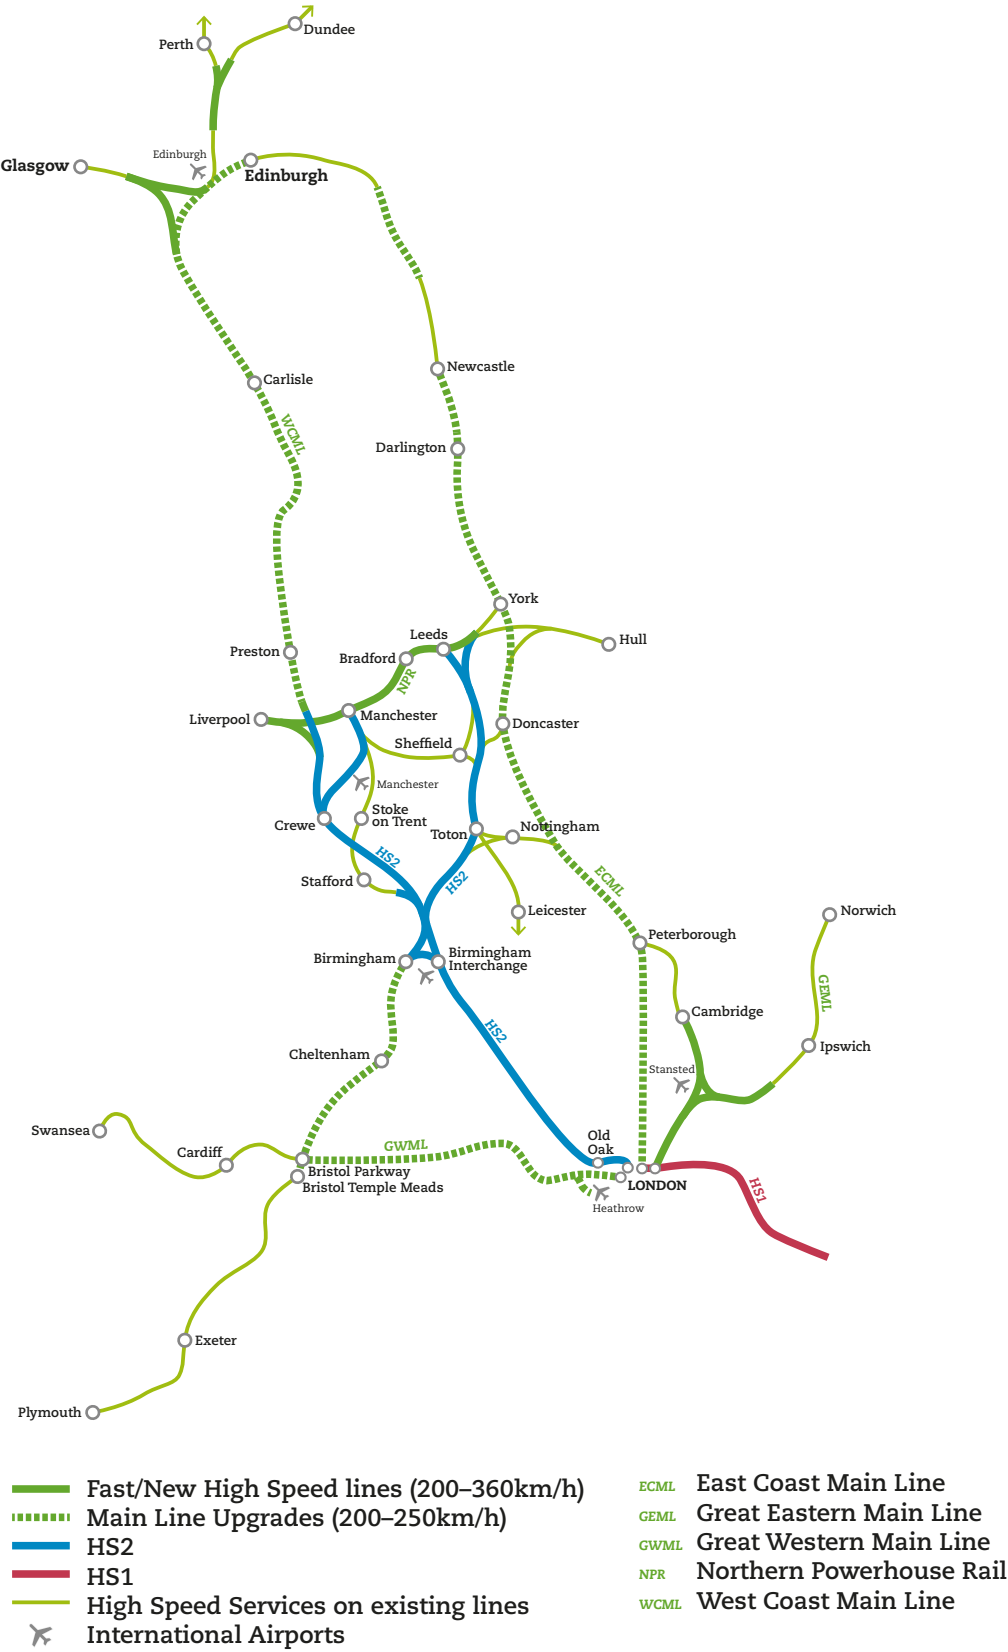 Dundee
Perth
Edinburgh
Glasgow
Edinburgh
Newcastle
Carlisle
WCML
Darlington
York
Leeds
Hull
Preston
Bradford
NPR
Liverpool
Manchester
Doncaster
Sheffield
Manchester
Stoke
on Trent
Crewe
Toton
Nottingham
HS2
HS2
ECML
Stafford
Leicester
Norwich
Peterborough
Birmingham
Birmingham
Interchange
GEML
Cambridge
HS2
Ipswich
Cheltenham
Stansted
Swansea
Old
Oak
GWML
Cardiff
Bristol Parkway
Bristol Temple Meads
LONDON
HS1
Heathrow
Exeter
Plymouth
Fast/New High Speed lines (200–360km/h)
Main Line Upgrades (200–250km/h)
HS2
HS1
High Speed Services on existing lines
International Airports
ECML East Coast Main Line
GEML Great Eastern Main Line
GWML Great Western Main Line
NPR Northern Powerhouse Rail
WCML West Coast Main Line